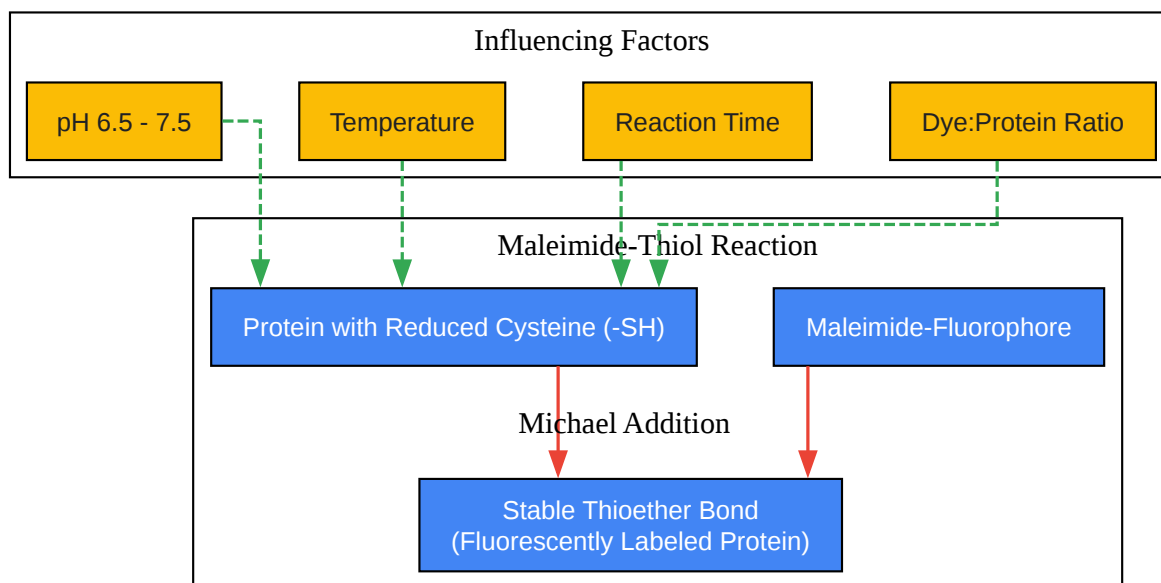 Influencing Factors
pH 6.5 - 7.5
Temperature
Reaction Time
Dye:Protein Ratio
Maleimide-Thiol Reaction
Protein with Reduced Cysteine (-SH)
Maleimide-Fluorophore
Michael Addition
Stable Thioether Bond
(Fluorescently Labeled Protein)